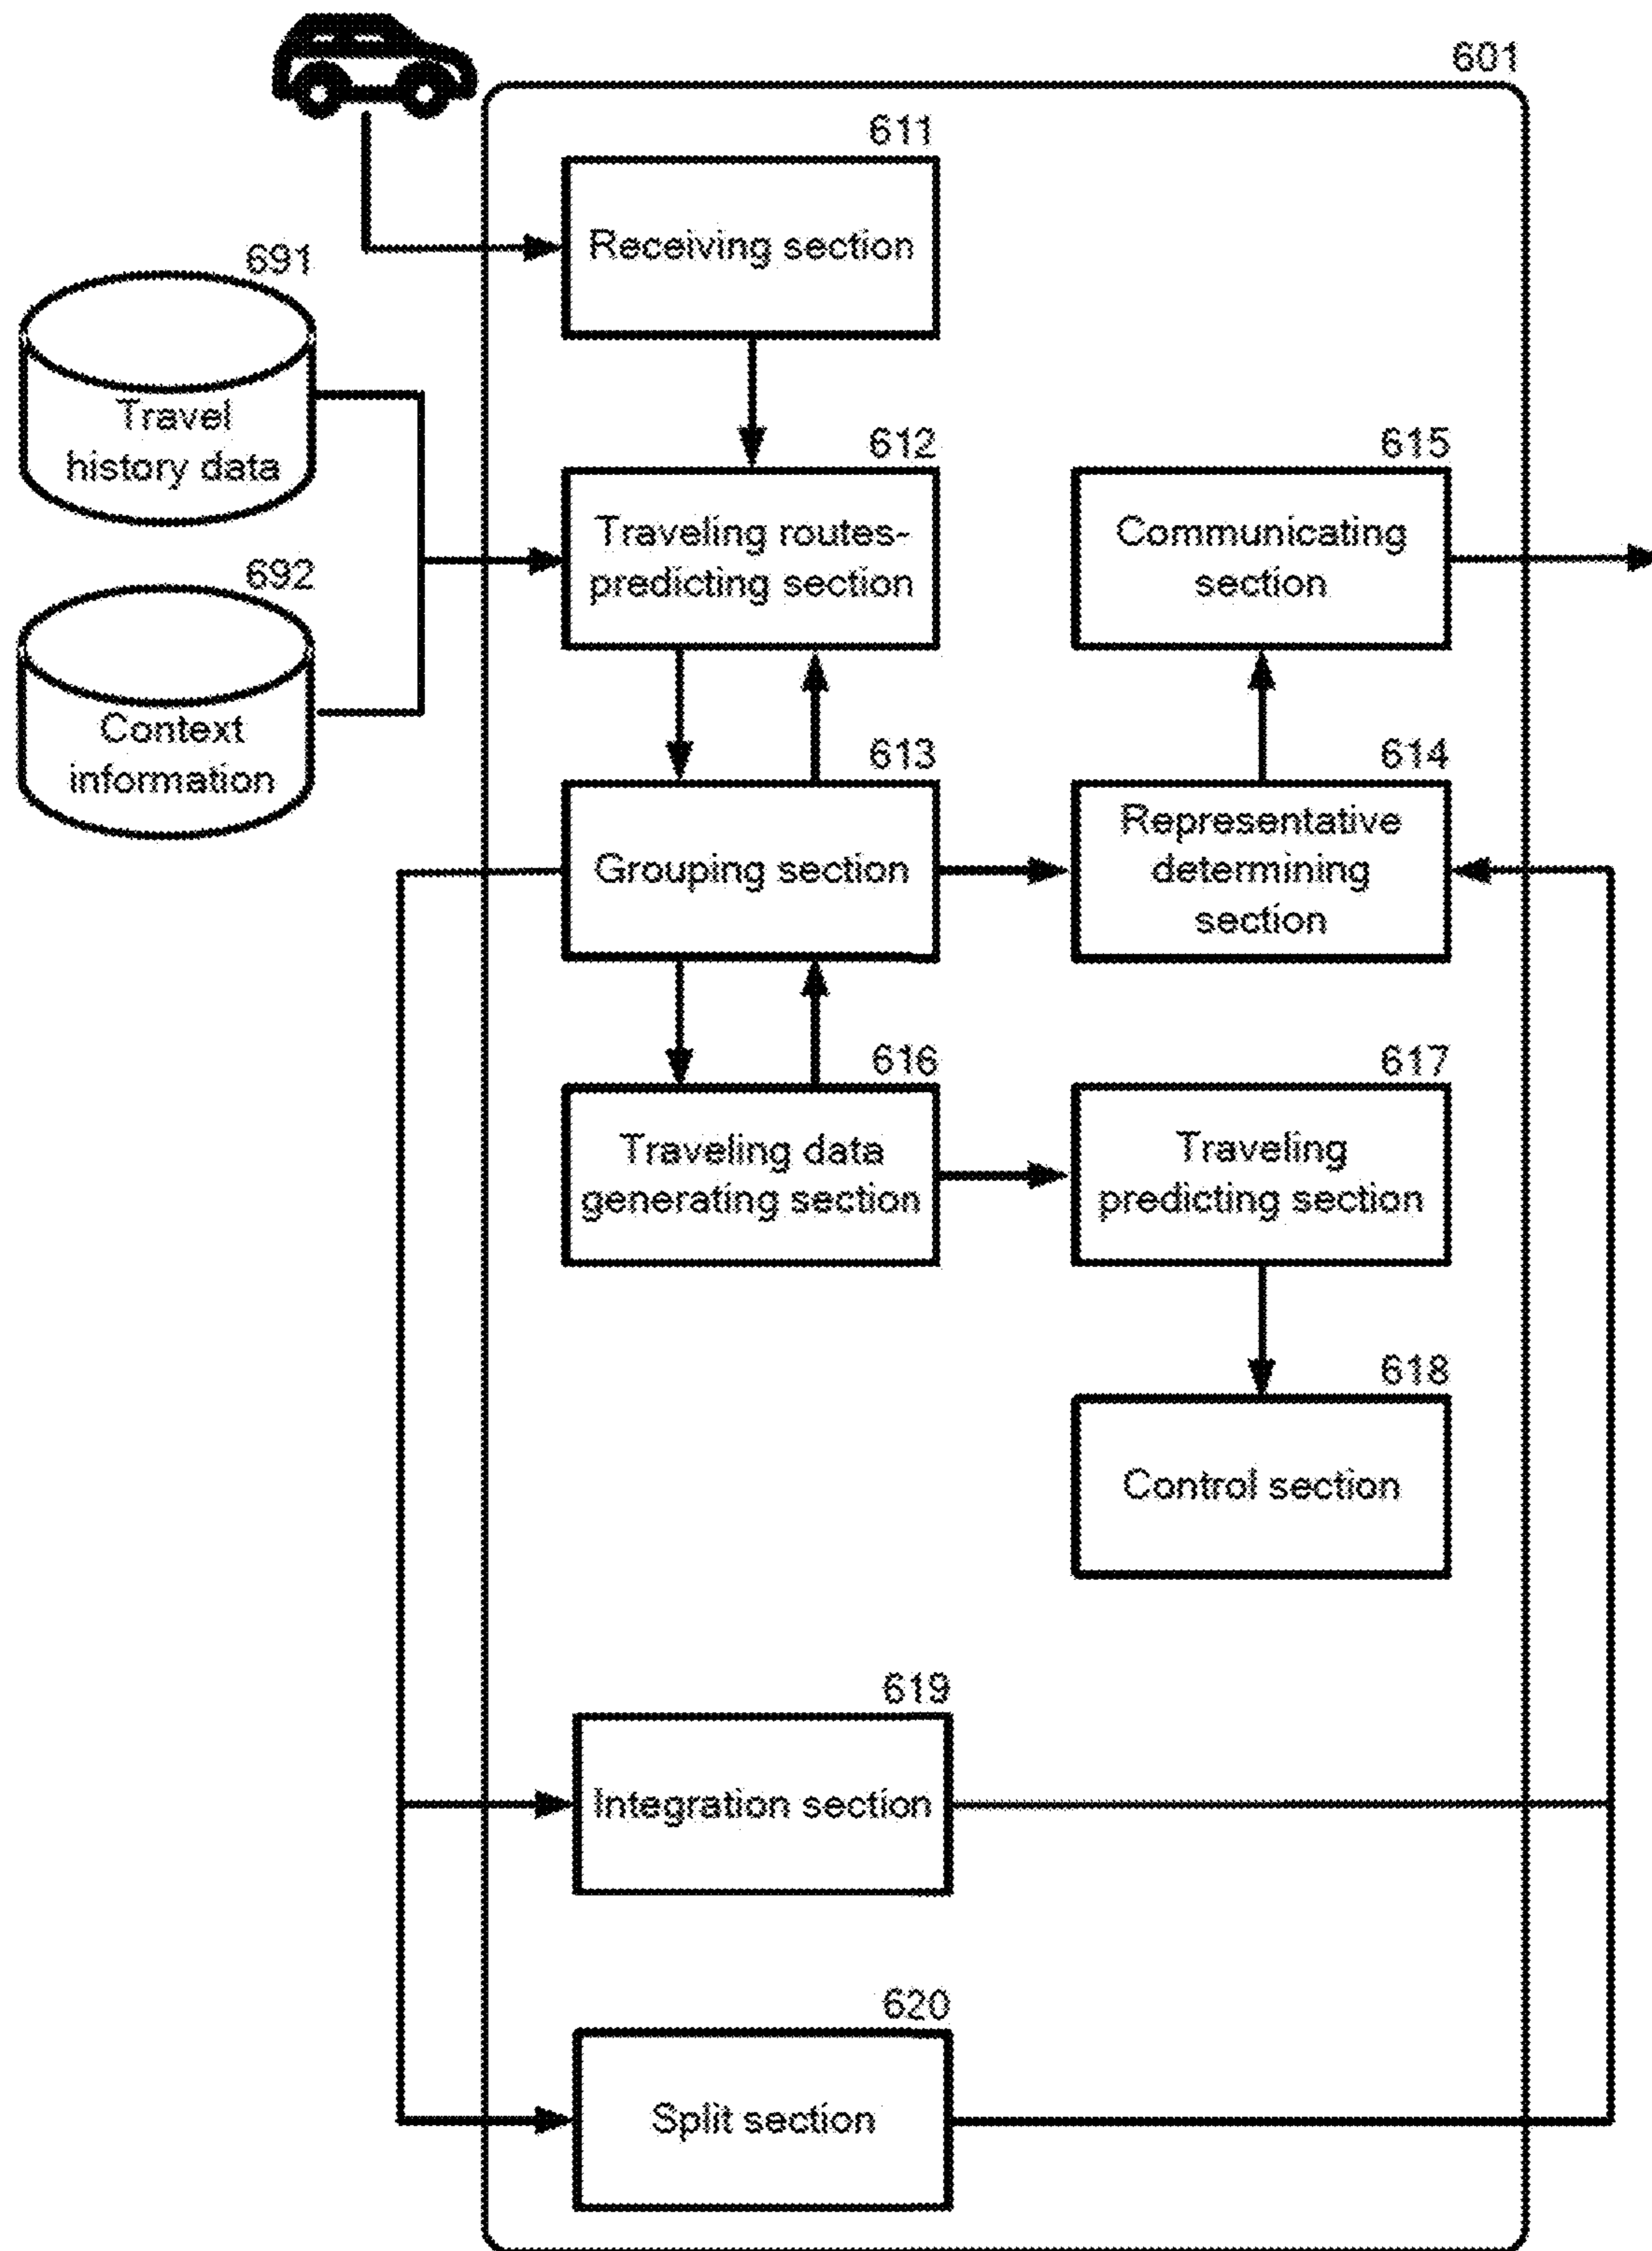 601
611
Receiving section
691
Travel
history data
612
Traveling routes-
predicting section
615
Communicating
section
692
Context
information
613
Grouping section
614
Representative
determining
section
616
Traveling data
generating section
617
Traveling
predicting section
618
Control section
619
Integration section
620
Split section